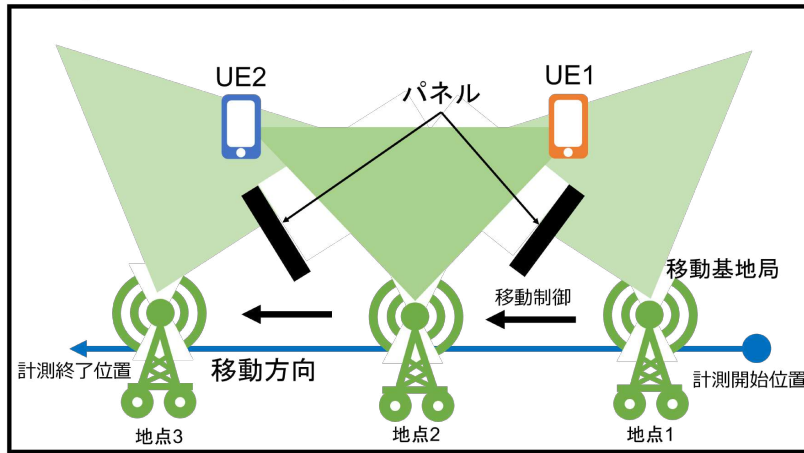 UE2
UE1
パネル
移動基地局
移動制御
計測終了位置
移動方向
計測開始位置
地点3
地点2
地点1